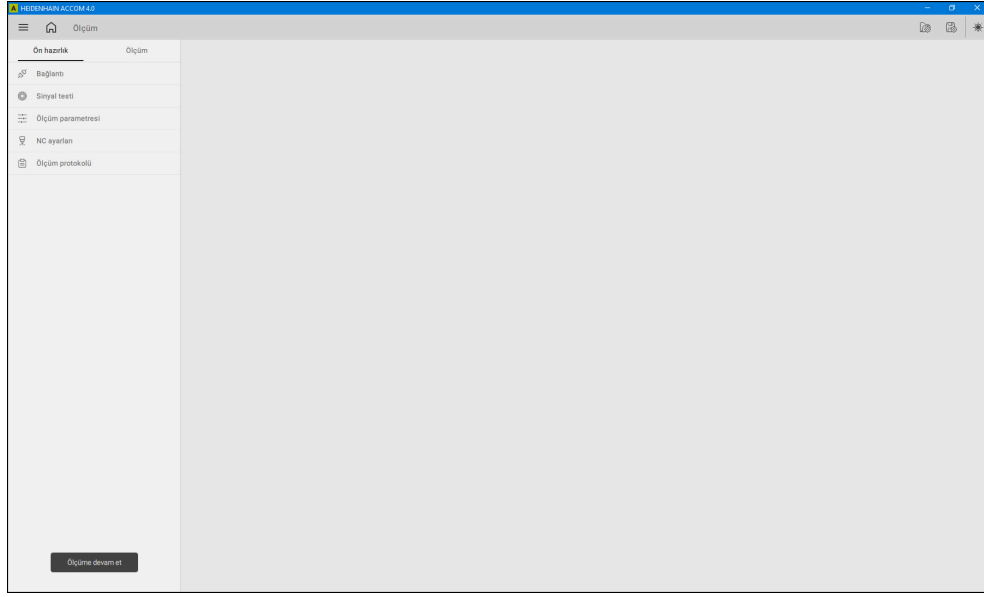 HEIDENHAIN ACCOM 4.0
Ölçüm
Ön hazırlık Ölçüm
Bağlantı
Sinyal testi
Ölçüm parametresi
NC ayarları
Ölçüm protokolü
Ölçüme devam et